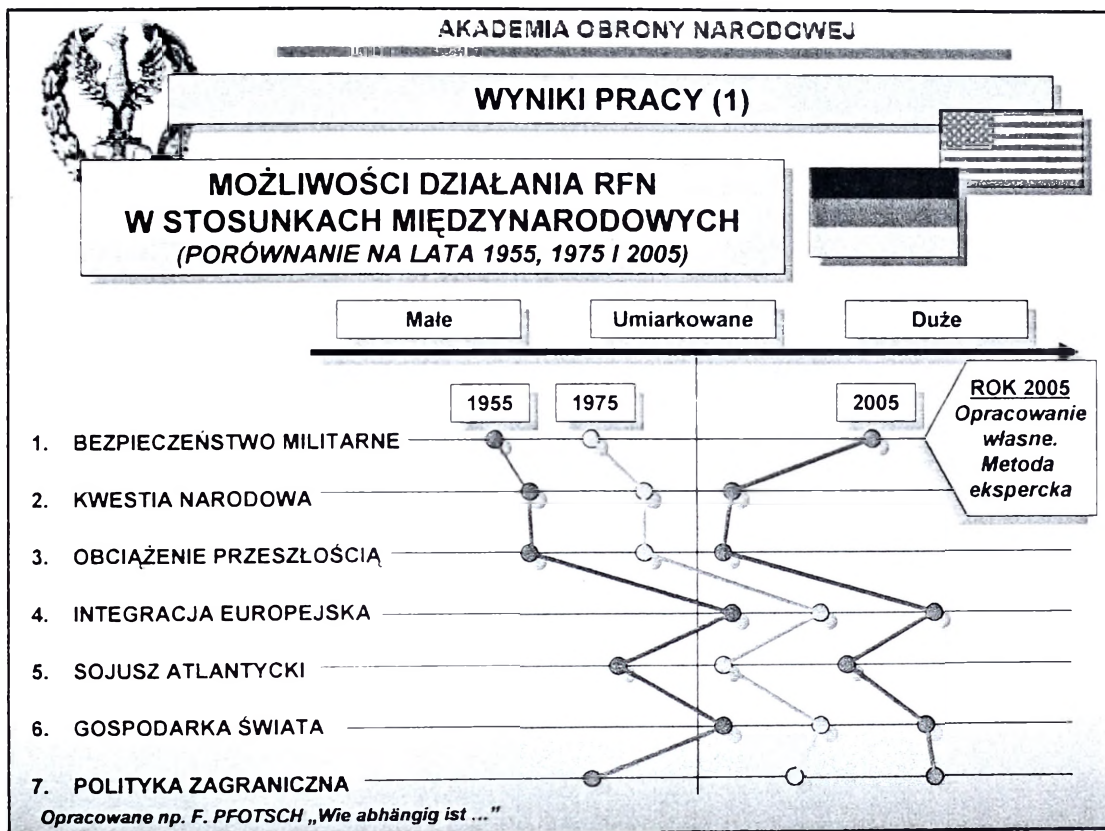 AKADEMIA OBRONY NARODOWEJ
WYNIKI PRACY (1)
MOŻLIWOŚCI DZIAŁANIA RFN
W STOSUNKACH MIĘDZYNARODOWYCH
(PORÓWNANIE NA LATA 1955, 1975 I 2005)
Małe
Umiarkowane
Duże
1955
1975
2005
ROK 2005
Opracowanie
własne.
Metoda
ekspercka
1. BEZPIECZEŃSTWO MILITARNE
2. KWESTIA NARODOWA
3. OBCIĄŻENIE PRZESZŁOŚCIĄ
4. INTEGRACJA EUROPEJSKA
5. SOJUSZ ATLANTYCKI
6. GOSPODARKA ŚWIATA
7. POLITYKA ZAGRANICZNA
Opracowane np. F. PFOTSCH „Wie abhängig ist ..."